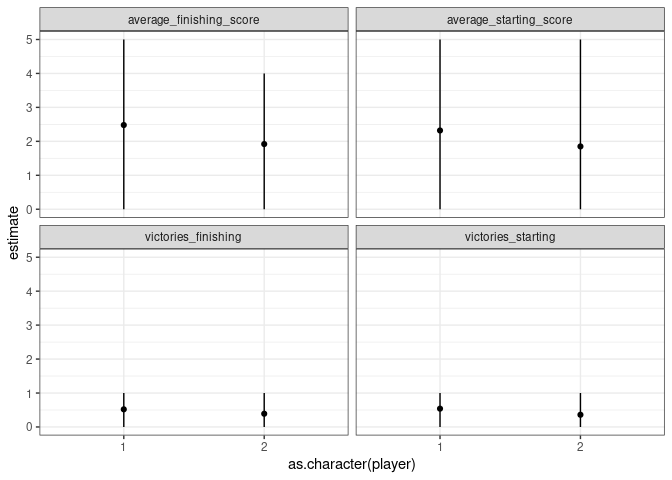 average_finishing_score
average_starting_score
5
4
3
2
1
0
victories_finishing
victories_starting
5
4
3
2
1
0
estimate
1
2
1
2
as.character(player)